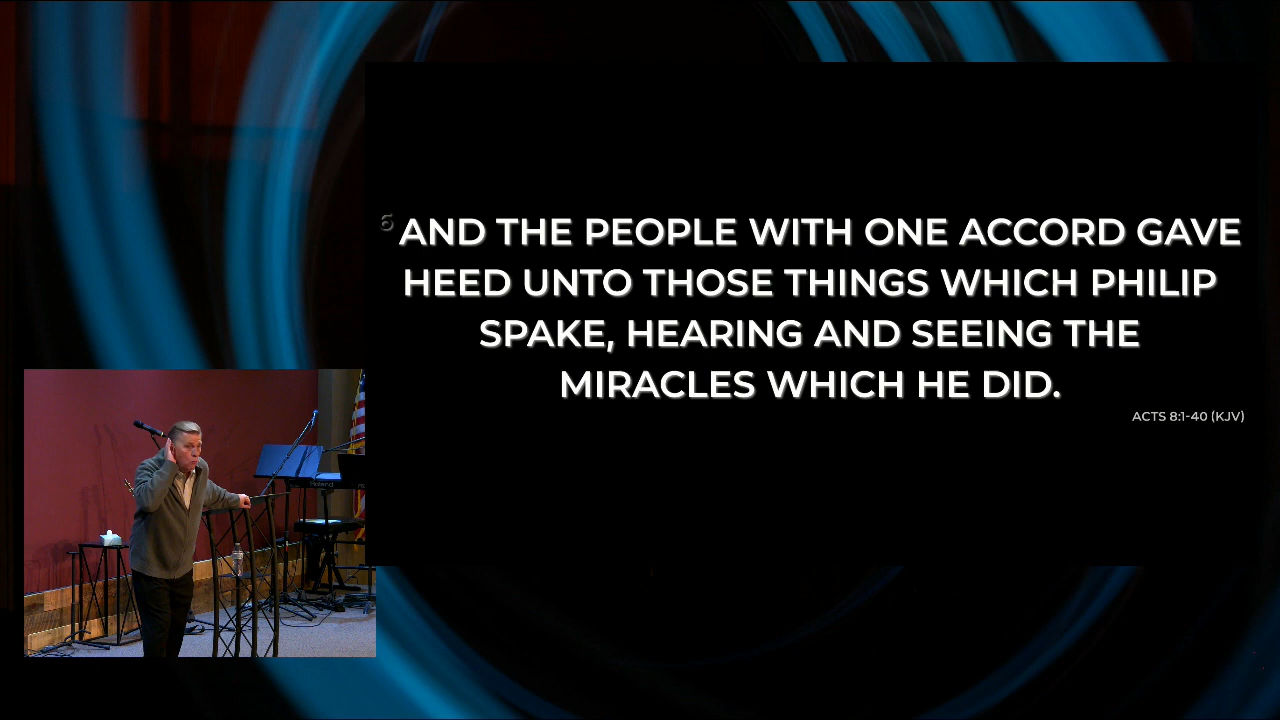 6 AND THE PEOPLE WITH ONE ACCORD GAVE
HEED UNTO THOSE THINGS WHICH PHILIP
SPAKE, HEARING AND SEEING THE
MIRACLES WHICH HE DID.
ACTS 8:1-40 (KJV)
Roland